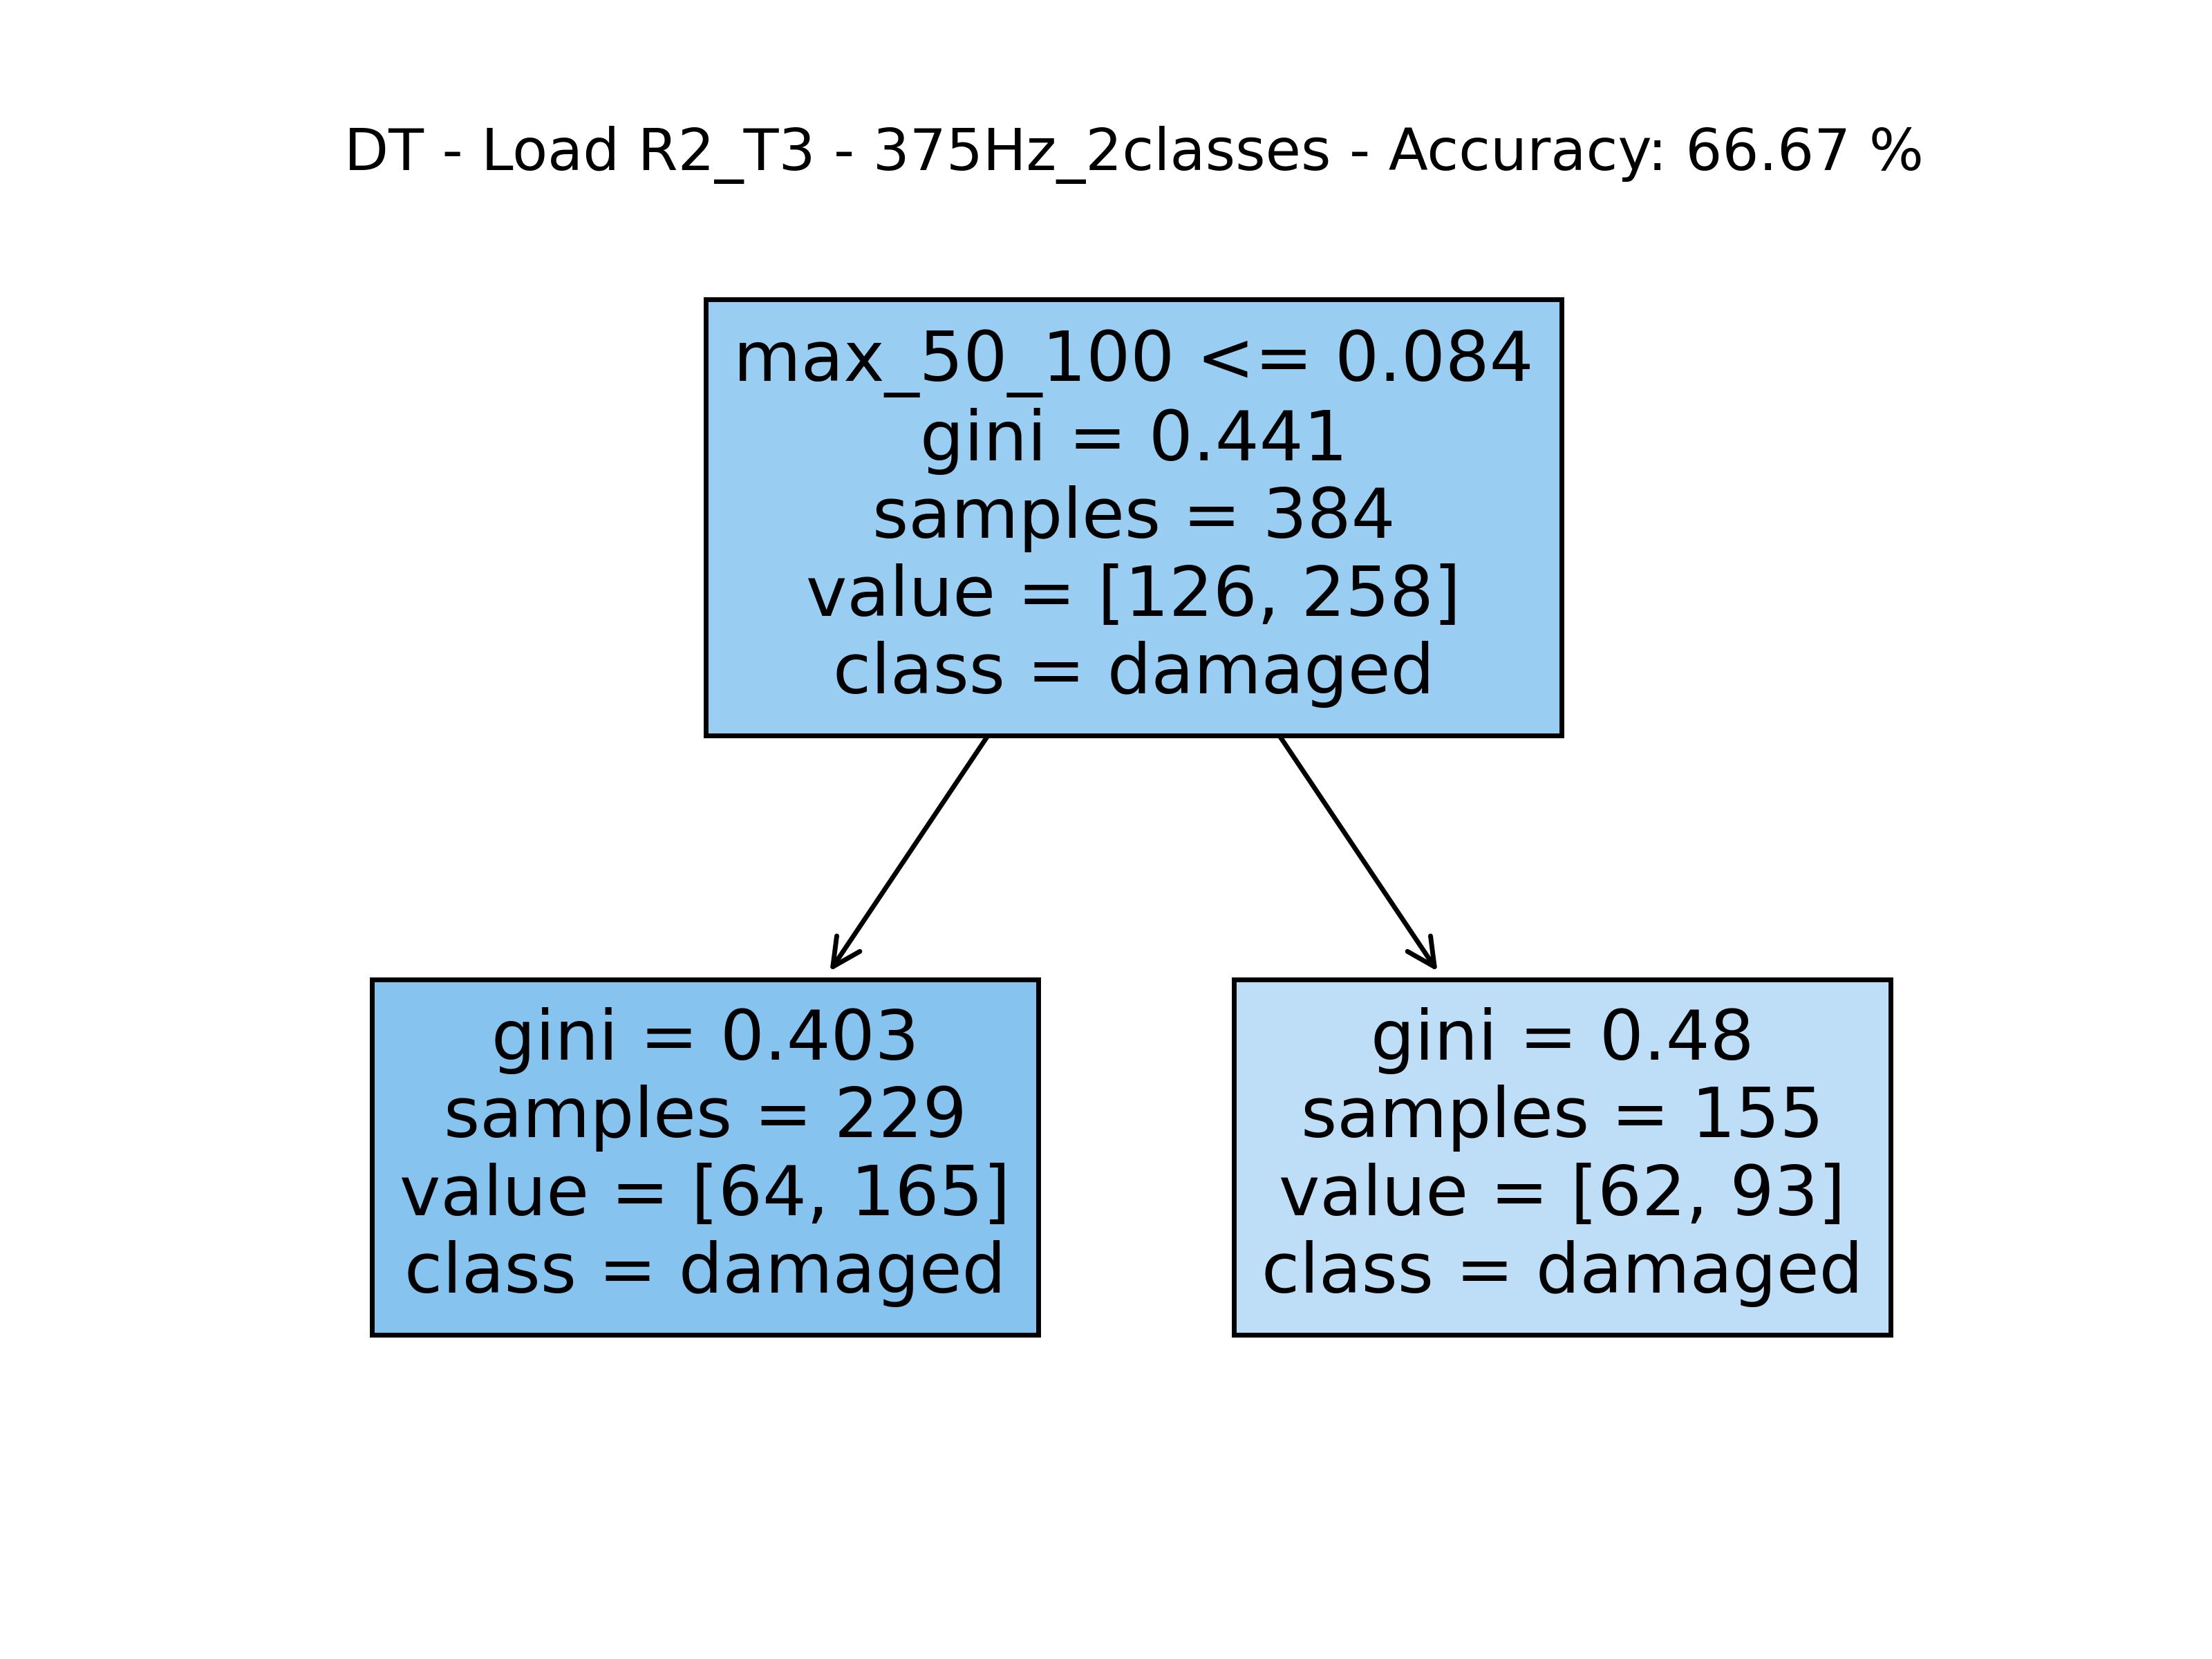 DT - Load R2_T3 - 375Hz_2classes - Accuracy: 66.67 %
max_50_100 <= 0.084
gini = 0.441
samples = 384
value = [126, 258]
class = damaged
gini = 0.403
samples = 229
value = [64, 165]
class = damaged
gini = 0.48
samples = 155
value = [62, 93]
class = damaged